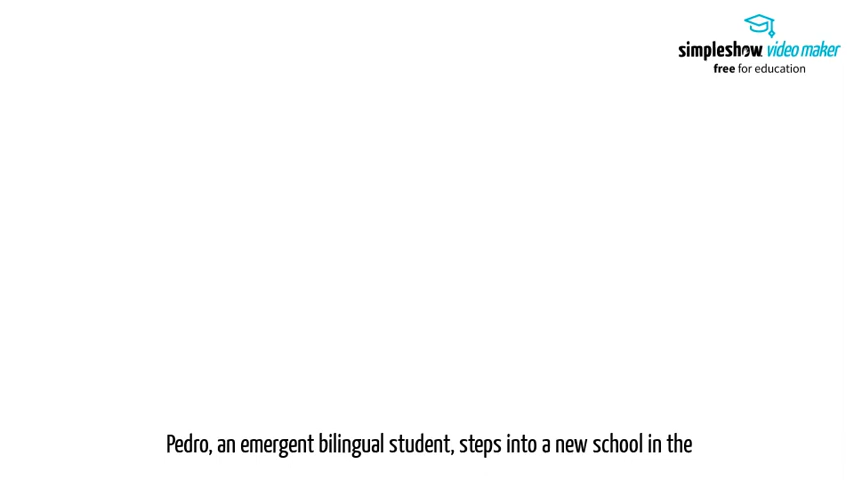 simpleshow video maker
free for education
Pedro, an emergent bilingual student, steps into a new school in the